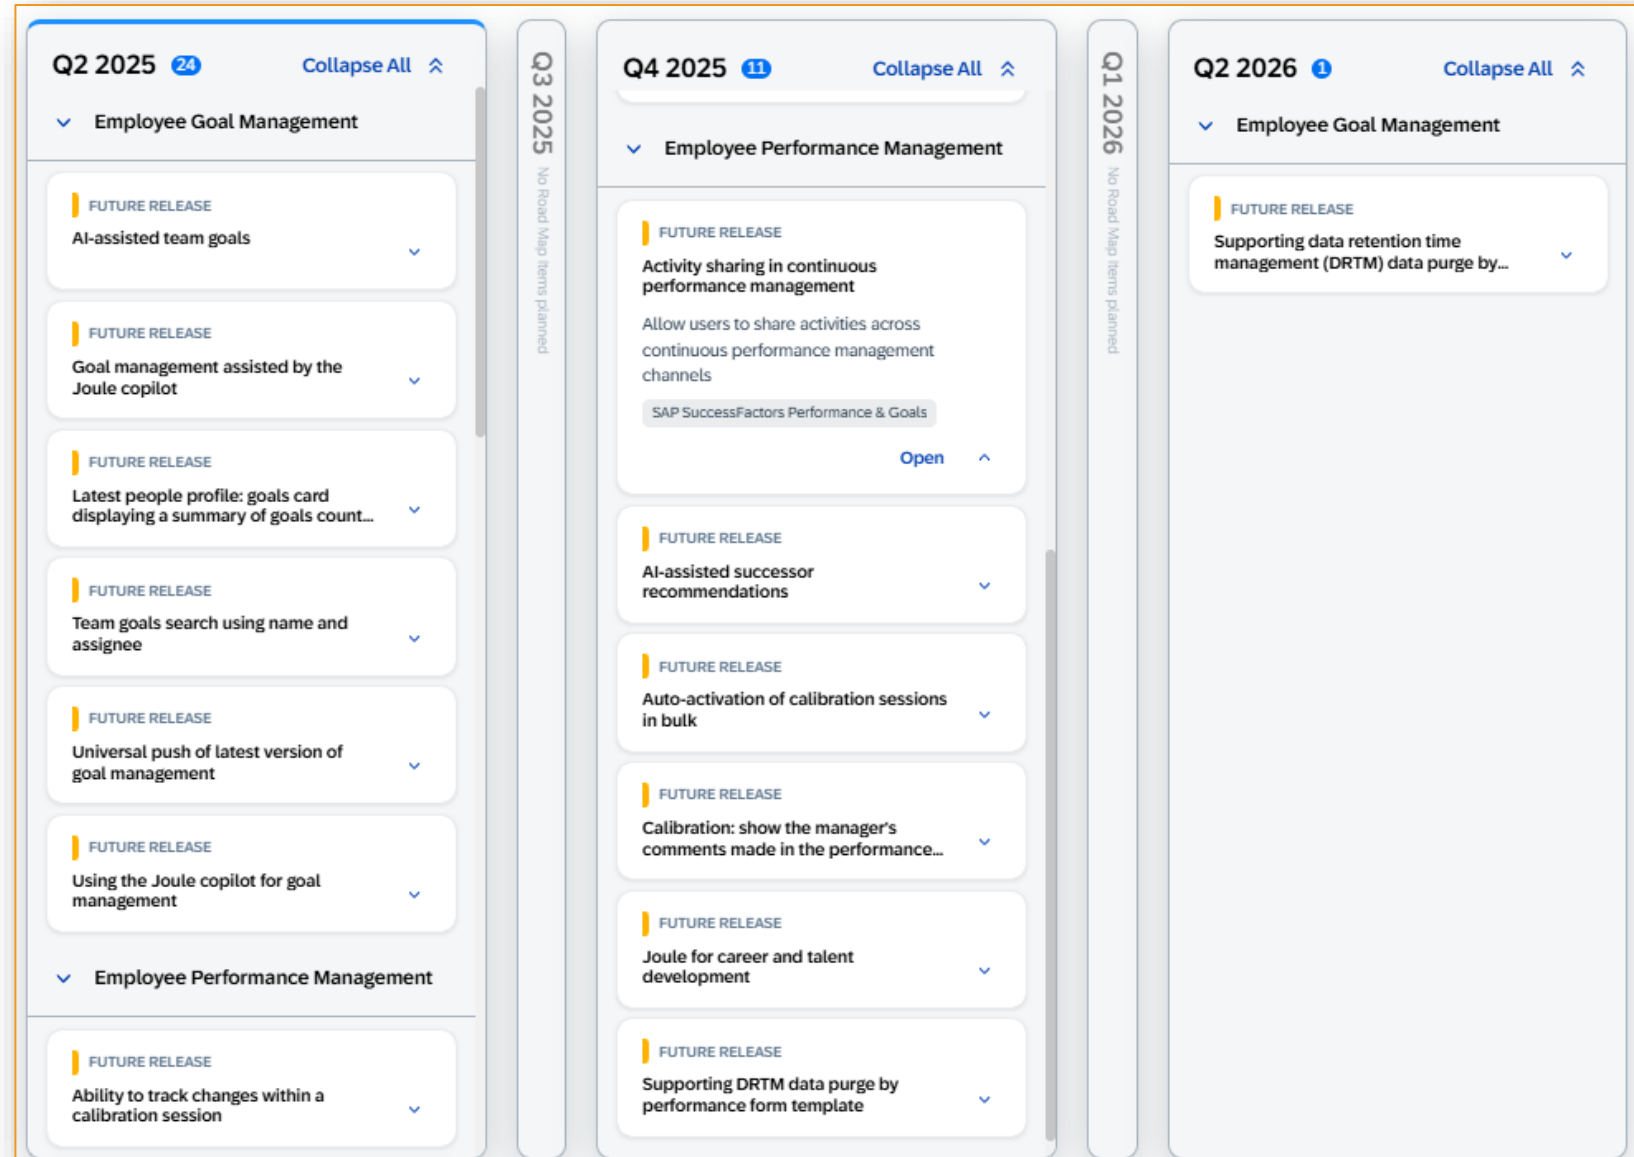 Q2 2025 24 Collapse All
Employee Goal Management
FUTURE RELEASE
AI-assisted team goals
FUTURE RELEASE
Goal management assisted by the
Joule copilot
FUTURE RELEASE
Latest people profile: goals card
displaying a summary of goals count...
FUTURE RELEASE
Team goals search using name and
assignee
FUTURE RELEASE
Universal push of latest version of
goal management
FUTURE RELEASE
Using the Joule copilot for goal
management
Employee Performance Management
FUTURE RELEASE
Ability to track changes within a
calibration session
Q3 2025 No Road Map Items planned
Q4 2025 11 Collapse All
Employee Performance Management
FUTURE RELEASE
Activity sharing in continuous
performance management
Allow users to share activities across
continuous performance management
channels
SAP SuccessFactors Performance & Goals
Open
FUTURE RELEASE
AI-assisted successor
recommendations
FUTURE RELEASE
Auto-activation of calibration sessions
in bulk
FUTURE RELEASE
Calibration: show the manager's
comments made in the performance...
FUTURE RELEASE
Joule for career and talent
development
FUTURE RELEASE
Supporting DRTM data purge by
performance form template
Q1 2026 No Road Map Items planned
Q2 2026 1 Collapse All
Employee Goal Management
FUTURE RELEASE
Supporting data retention time
management (DRTM) data purge by...